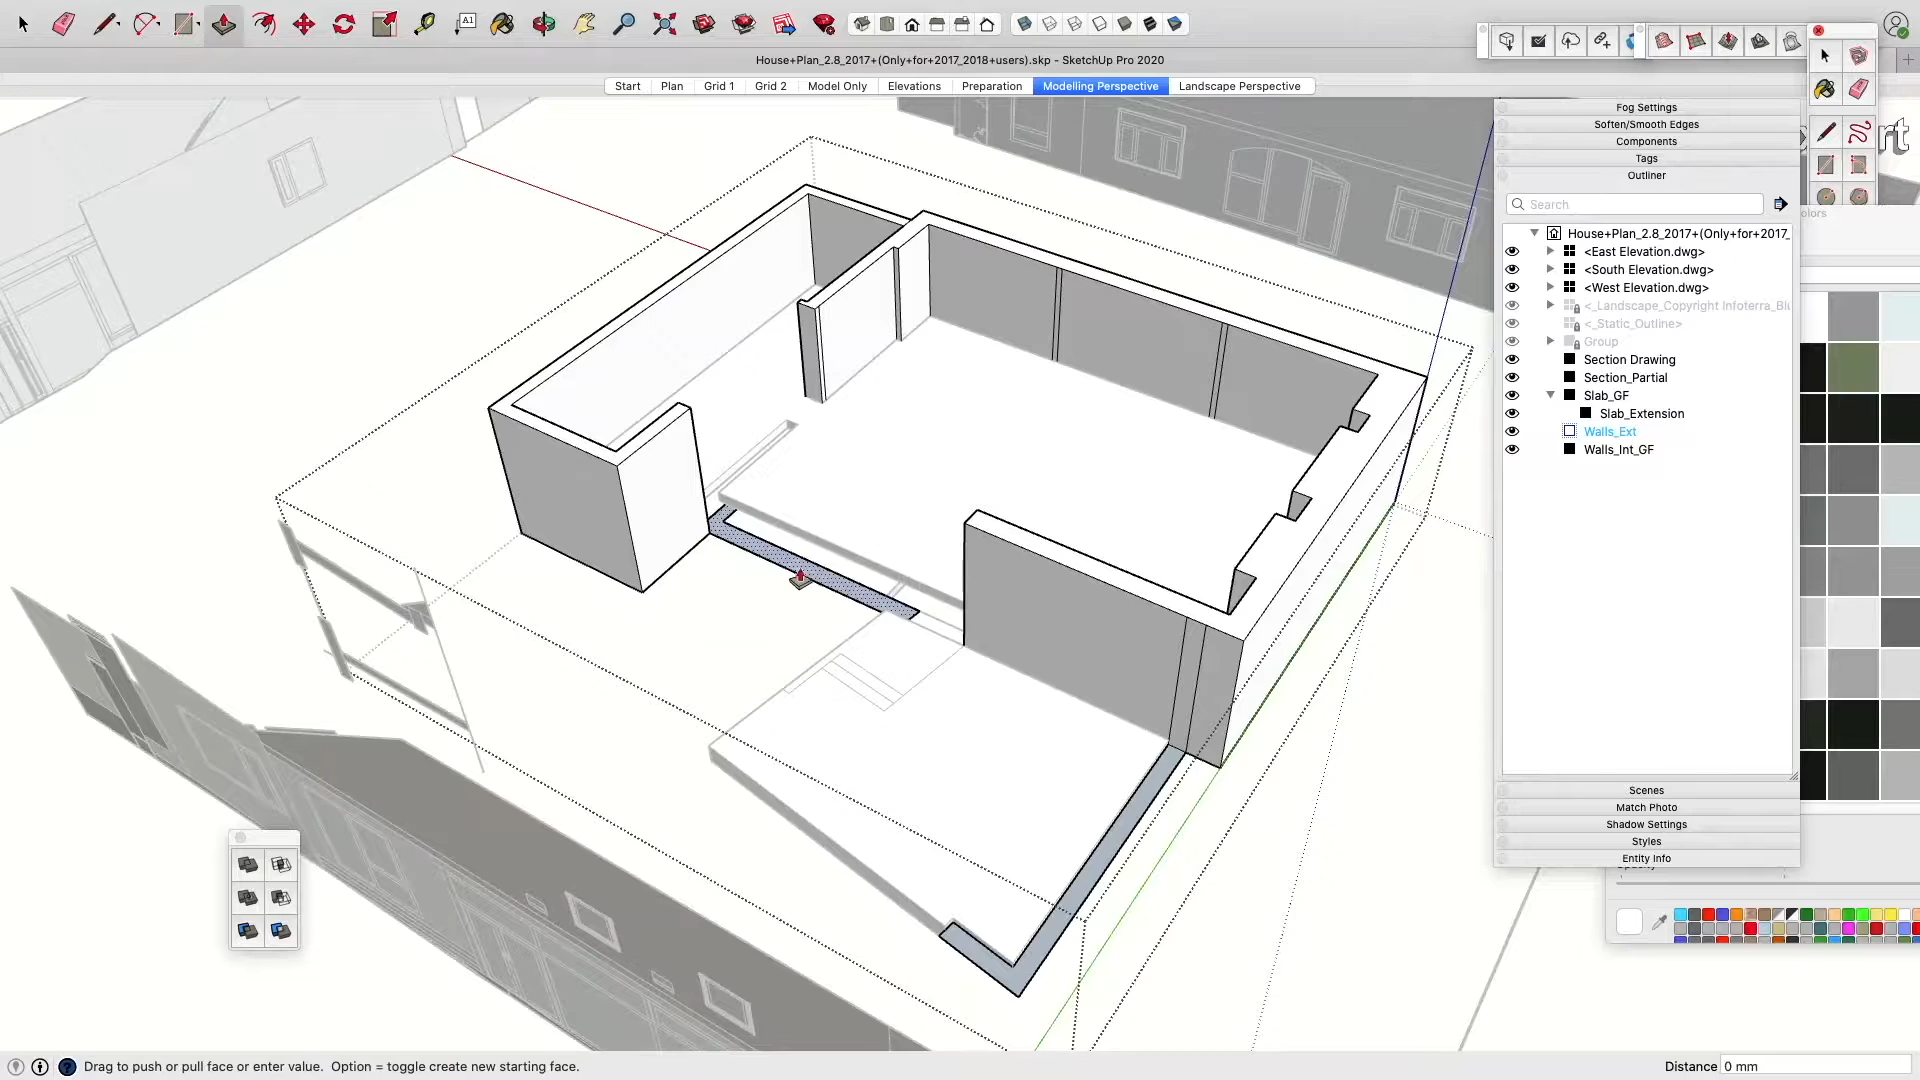 A1
House+Plan_2.8_2017+(Only+for+2017_2018+users).skp - SketchUp Pro 2020
Start
Plan
Grid 1
Grid 2
Model Only
Elevations
Preparation
Modelling Perspective
Landscape Perspective
Fog Settings
Soften/Smooth Edges
Components
Tags
Outliner
Search
House+Plan_2.8_2017+(Only+for+2017_
<East Elevation.dwg>
<South Elevation.dwg>
<West Elevation.dwg>
<_Landscape_Copyright Infoterra_Blu
<_Static_Outline>
Group
Section Drawing
Section_Partial
Slab_GF
Slab_Extension
Walls_Ext
Walls_Int_GF
Scenes
Match Photo
Shadow Settings
Styles
Entity Info
rt
olors
Drag to push or pull face or enter value. Option = toggle create new starting face.
Distance 0 mm